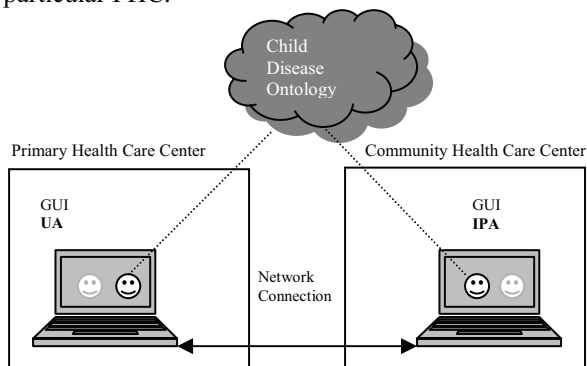 particular PHC.
Child
Disease
Ontology
Primary Health Care Center
Community Health Care Center
GUI
UA
GUI
IPA
Network
Connection